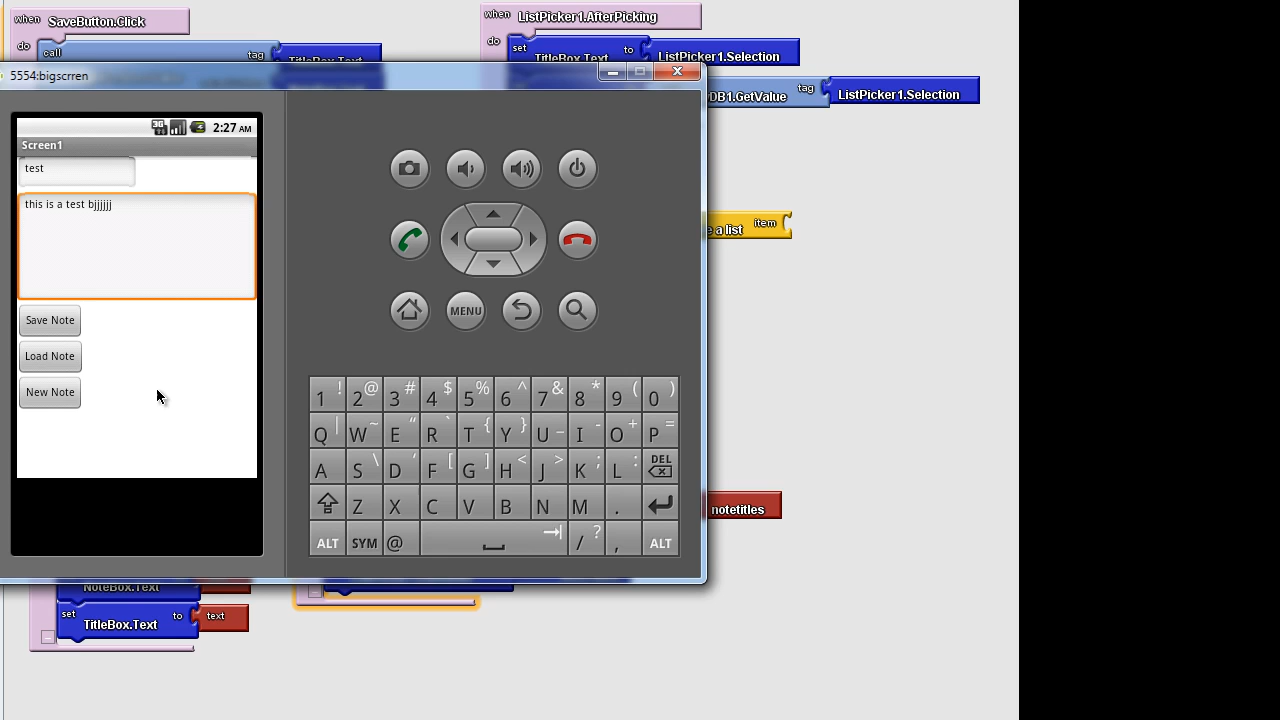 when SaveButton.Click
do call tag TitleBox.Text
when ListPicker1.AfterPicking
do set TitleBox.Text to ListPicker1.Selection
DB1.GetValue tag ListPicker1.Selection
5554:bigscrren
2:27 AM
Screen1
test
this is a test bjjjjjj
Save Note
Load Note
New Note
MENU
1 ! 2 @ 3 # 4 $ 5 % 6 ^ 7 & 8 * 9 ( 0 )
Q | W ~ E “ R ` T { Y } U _ I - O + P =
A S \ D ‘ F [ G ] H < J > K ; L : DEL
Z X C V B N M .
ALT SYM @ / ? , ALT
e a list item
notetitles
NoteBox.Text
set TitleBox.Text to text